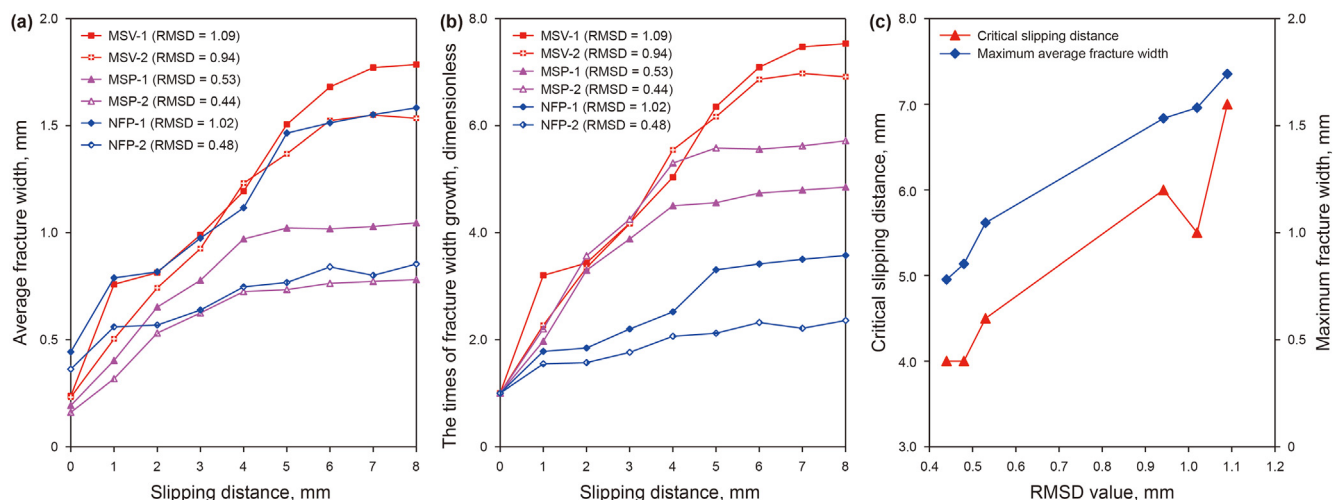 (a)
2.0
1.5
1.0
0.5
0
Average fracture width, mm
MSV-1 (RMSD = 1.09)
MSV-2 (RMSD = 0.94)
MSP-1 (RMSD = 0.53)
MSP-2 (RMSD = 0.44)
NFP-1 (RMSD = 1.02)
NFP-2 (RMSD = 0.48)
0 1 2 3 4 5 6 7 8
Slipping distance, mm
(b)
8.0
6.0
4.0
2.0
0
The times of fracture width growth, dimensionless
MSV-1 (RMSD = 1.09)
MSV-2 (RMSD = 0.94)
MSP-1 (RMSD = 0.53)
MSP-2 (RMSD = 0.44)
NFP-1 (RMSD = 1.02)
NFP-2 (RMSD = 0.48)
0 1 2 3 4 5 6 7 8
Slipping distance, mm
(c)
8.0
7.0
6.0
5.0
4.0
3.0
Critical slipping distance, mm
Critical slipping distance
Maximum average fracture width
2.0
1.5
1.0
0.5
0
Maximum fracture width, mm
0.4 0.5 0.6 0.7 0.8 0.9 1.0 1.1 1.2
RMSD value, mm